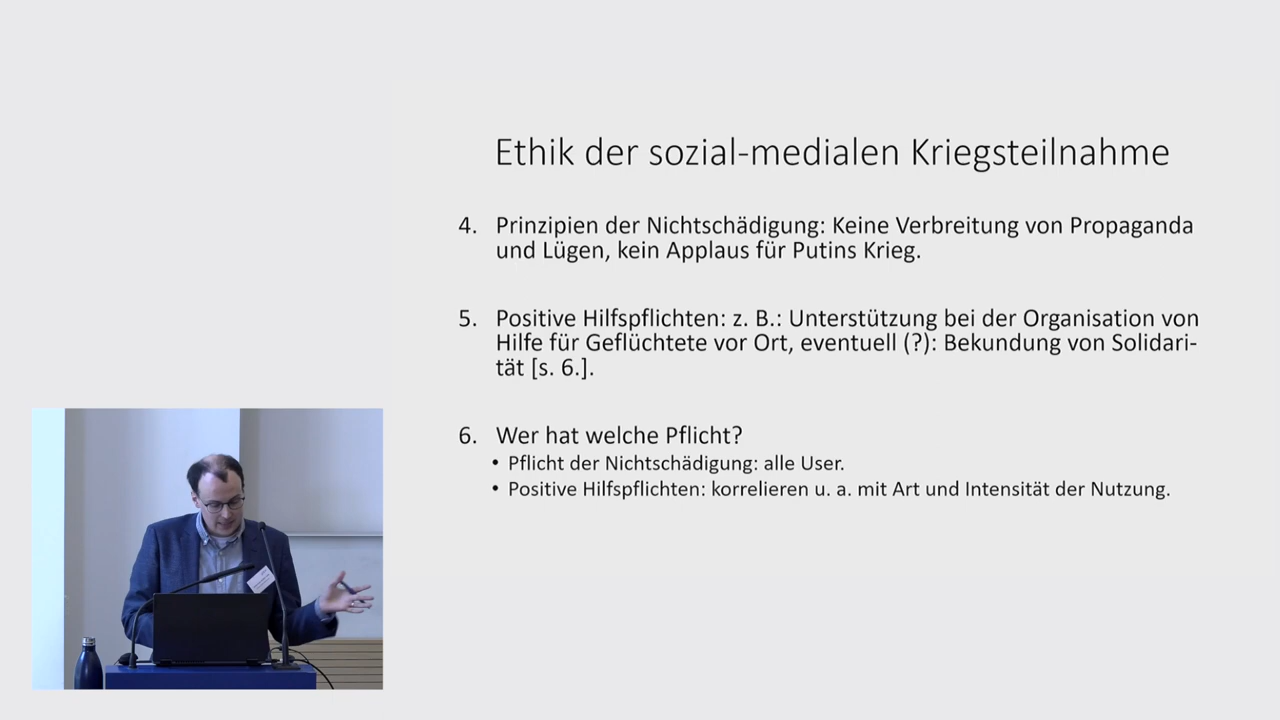 Ethik der sozial-medialen Kriegsteilnahme
4. Prinzipien der Nichtschädigung: Keine Verbreitung von Propaganda
und Lügen, kein Applaus für Putins Krieg.
5. Positive Hilfspflichten: z. B.: Unterstützung bei der Organisation von
Hilfe für Geflüchtete vor Ort, eventuell (?): Bekundung von Solidari-
tät [s. 6.].
6. Wer hat welche Pflicht?
• Pflicht der Nichtschädigung: alle User.
• Positive Hilfspflichten: korrelieren u. a. mit Art und Intensität der Nutzung.